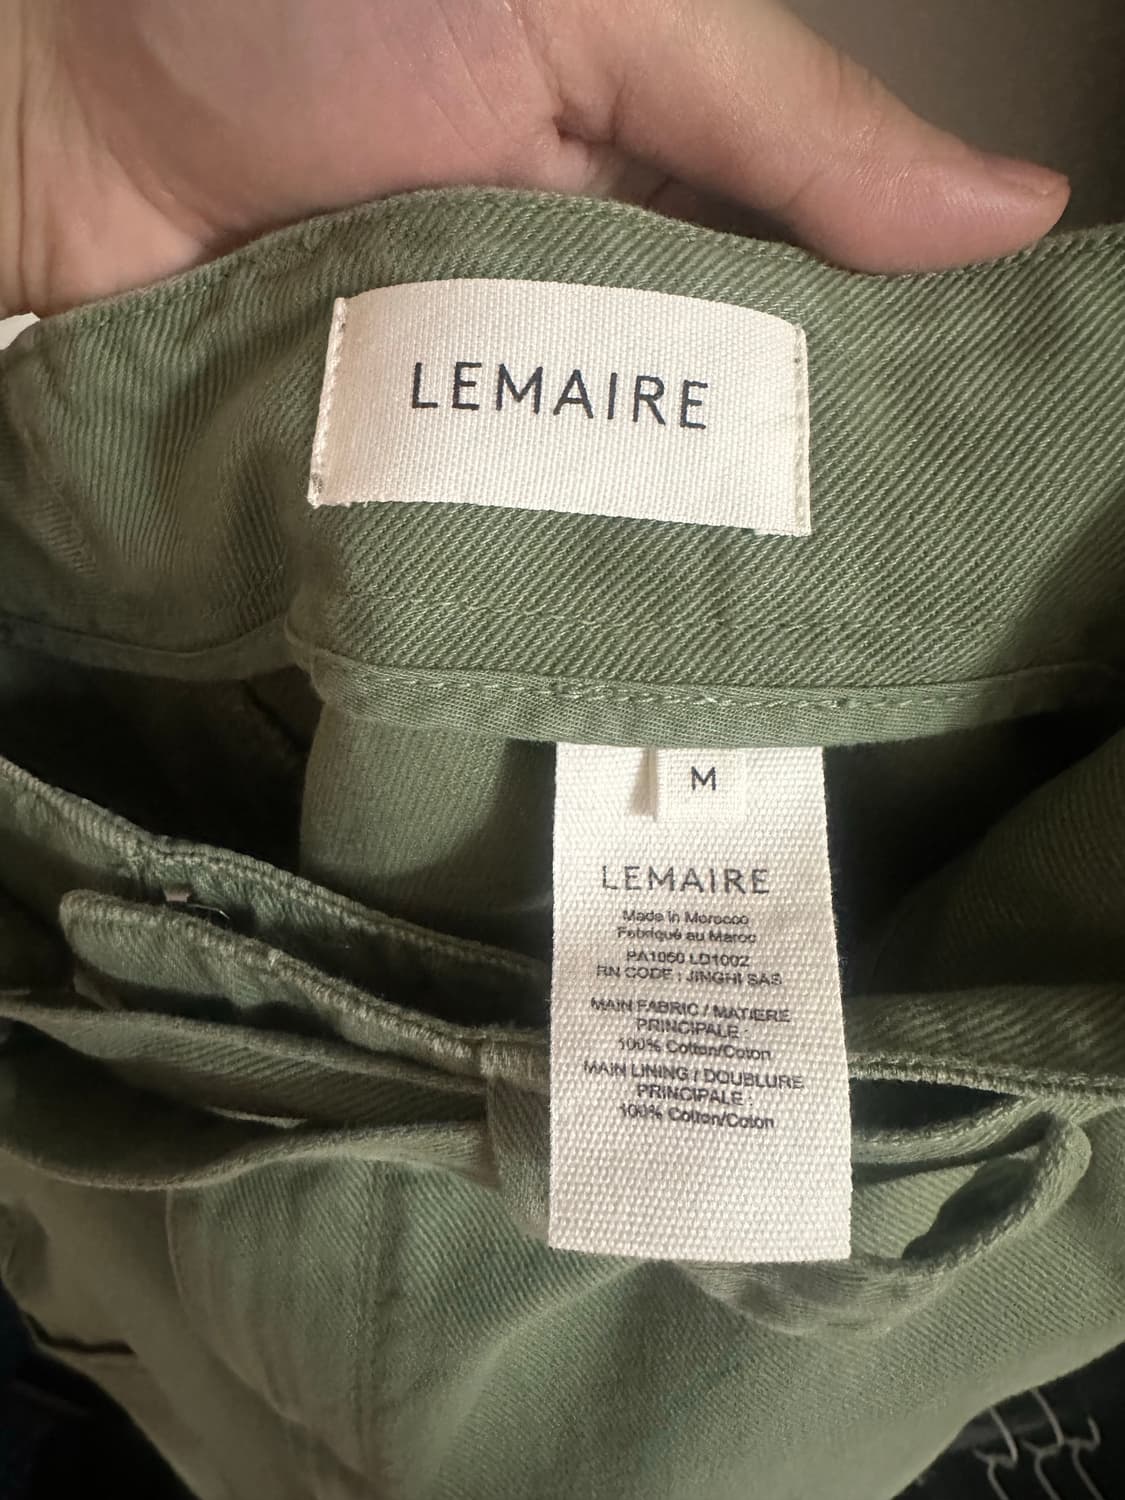 LEMAIRE
M
LEMAIRE
Made in Morocco
Fabriqué au Maroc
PA1050 LD1002
RN CODE : JINGHI SAS
MAIN FABRIC / MATIERE
PRINCIPALE :
100% Cotton/Coton
MAIN LINING / DOUBLURE
PRINCIPALE :
100% Cotton/Coton